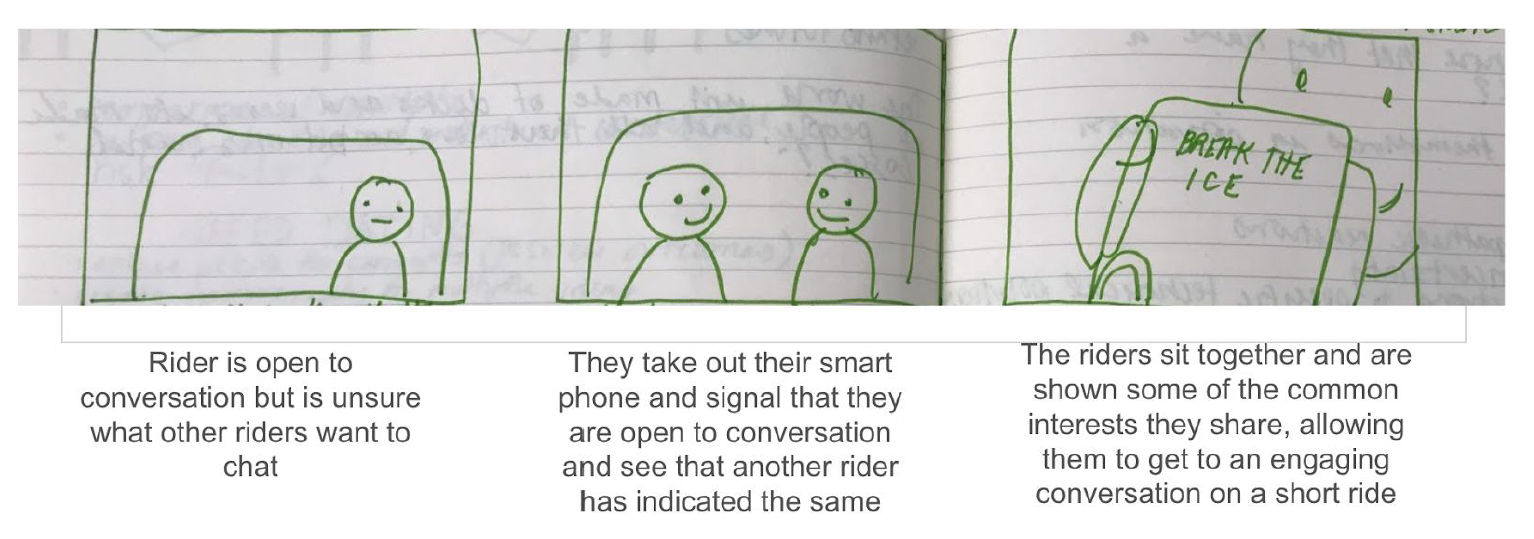 BREAK THE
ICE
Rider is open to
conversation but is unsure
what other riders want to
chat
They take out their smart
phone and signal that they
are open to conversation
and see that another rider
has indicated the same
The riders sit together and are
shown some of the common
interests they share, allowing
them to get to an engaging
conversation on a short ride